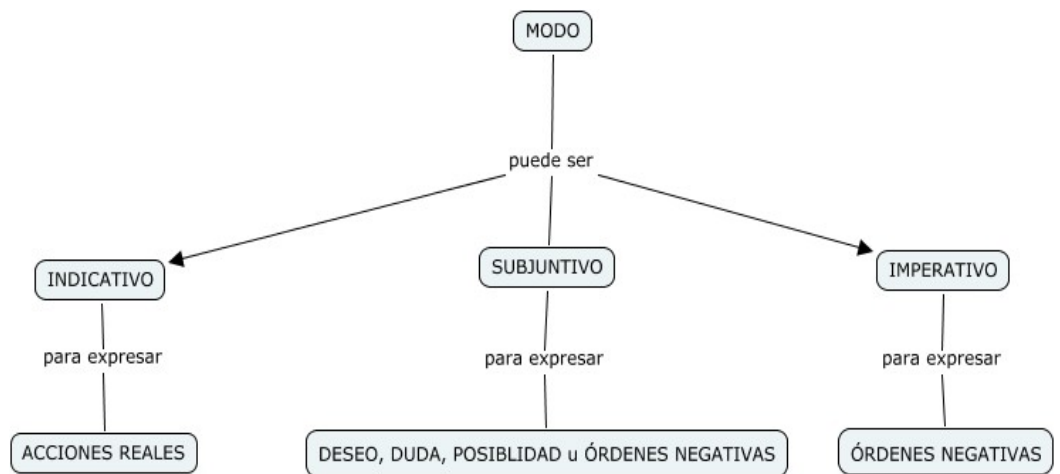 MODO
puede ser
INDICATIVO
SUBJUNTIVO
IMPERATIVO
para expresar
para expresar
para expresar
ACCIONES REALES
DESEO, DUDA, POSIBLIDAD u ÓRDENES NEGATIVAS
ÓRDENES NEGATIVAS